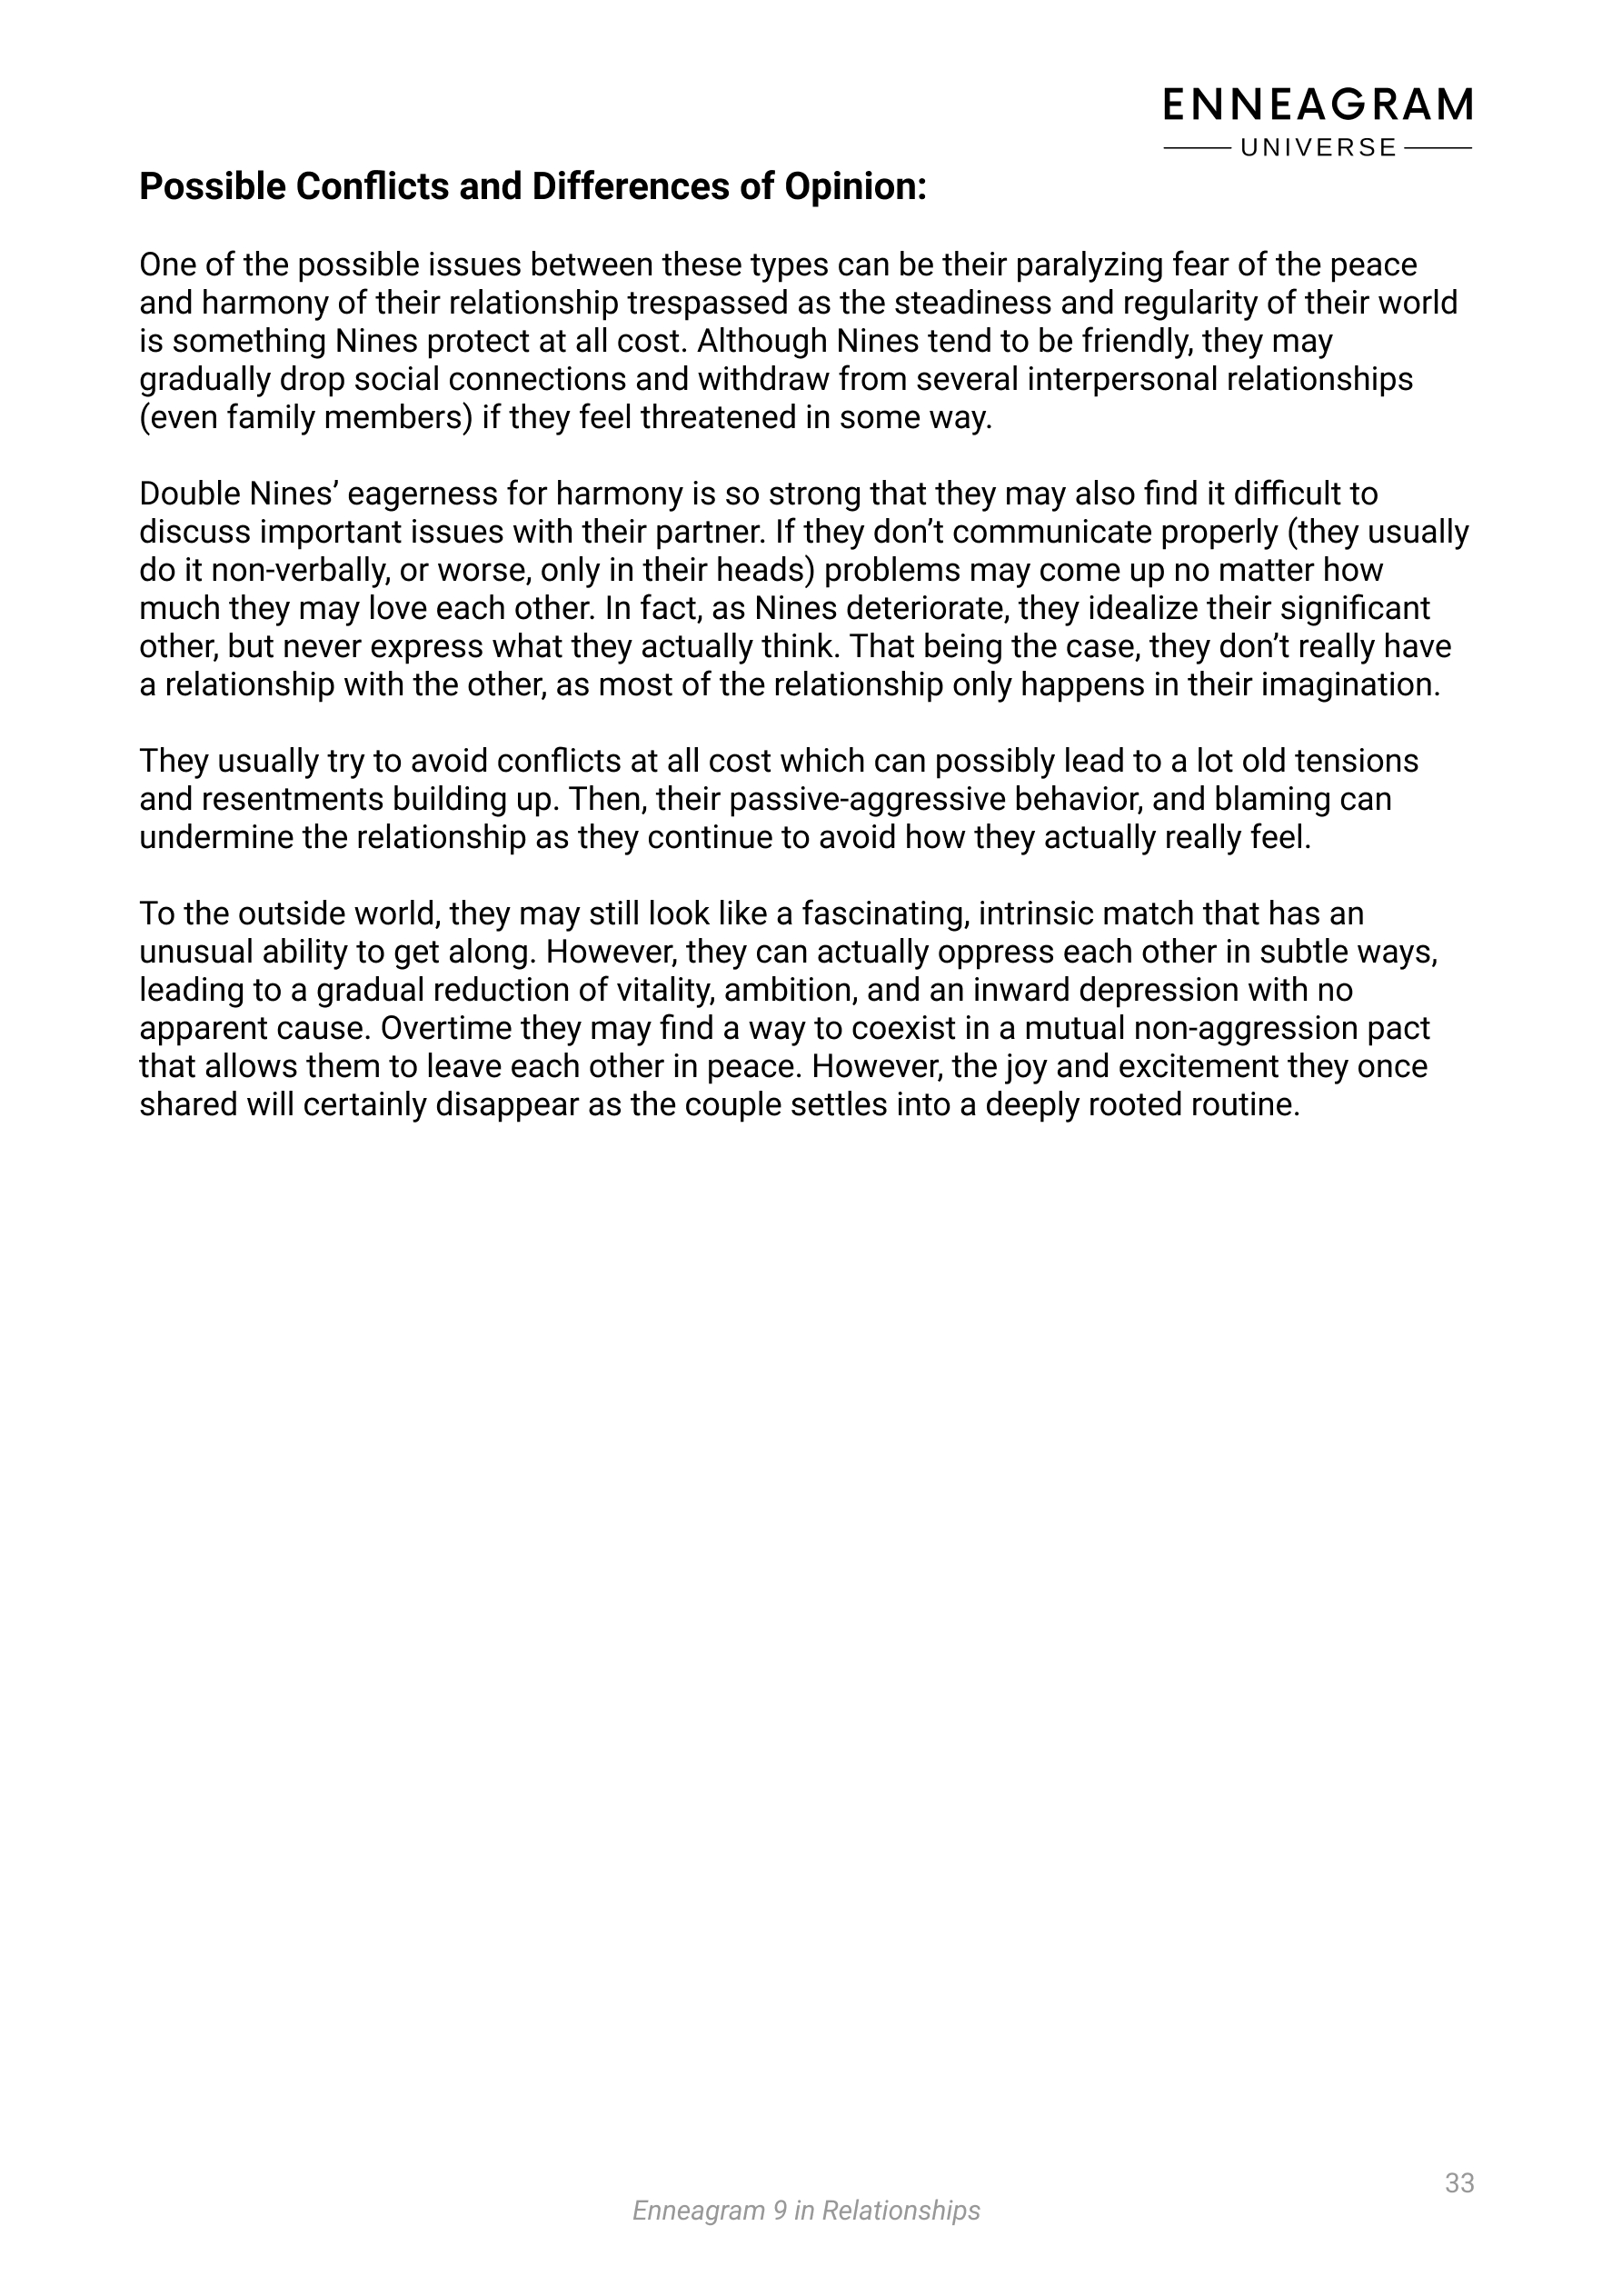 ENNEAGRAM
UNIVERSE
Possible Conflicts and Differences of Opinion:
One of the possible issues between these types can be their paralyzing fear of the peace
and harmony of their relationship trespassed as the steadiness and regularity of their world
is something Nines protect at all cost. Although Nines tend to be friendly, they may
gradually drop social connections and withdraw from several interpersonal relationships
(even family members) if they feel threatened in some way.
Double Nines’ eagerness for harmony is so strong that they may also find it difficult to
discuss important issues with their partner. If they don’t communicate properly (they usually
do it non-verbally, or worse, only in their heads) problems may come up no matter how
much they may love each other. In fact, as Nines deteriorate, they idealize their significant
other, but never express what they actually think. That being the case, they don’t really have
a relationship with the other, as most of the relationship only happens in their imagination.
They usually try to avoid conflicts at all cost which can possibly lead to a lot old tensions
and resentments building up. Then, their passive-aggressive behavior, and blaming can
undermine the relationship as they continue to avoid how they actually really feel.
To the outside world, they may still look like a fascinating, intrinsic match that has an
unusual ability to get along. However, they can actually oppress each other in subtle ways,
leading to a gradual reduction of vitality, ambition, and an inward depression with no
apparent cause. Overtime they may find a way to coexist in a mutual non-aggression pact
that allows them to leave each other in peace. However, the joy and excitement they once
shared will certainly disappear as the couple settles into a deeply rooted routine.
33
Enneagram 9 in Relationships